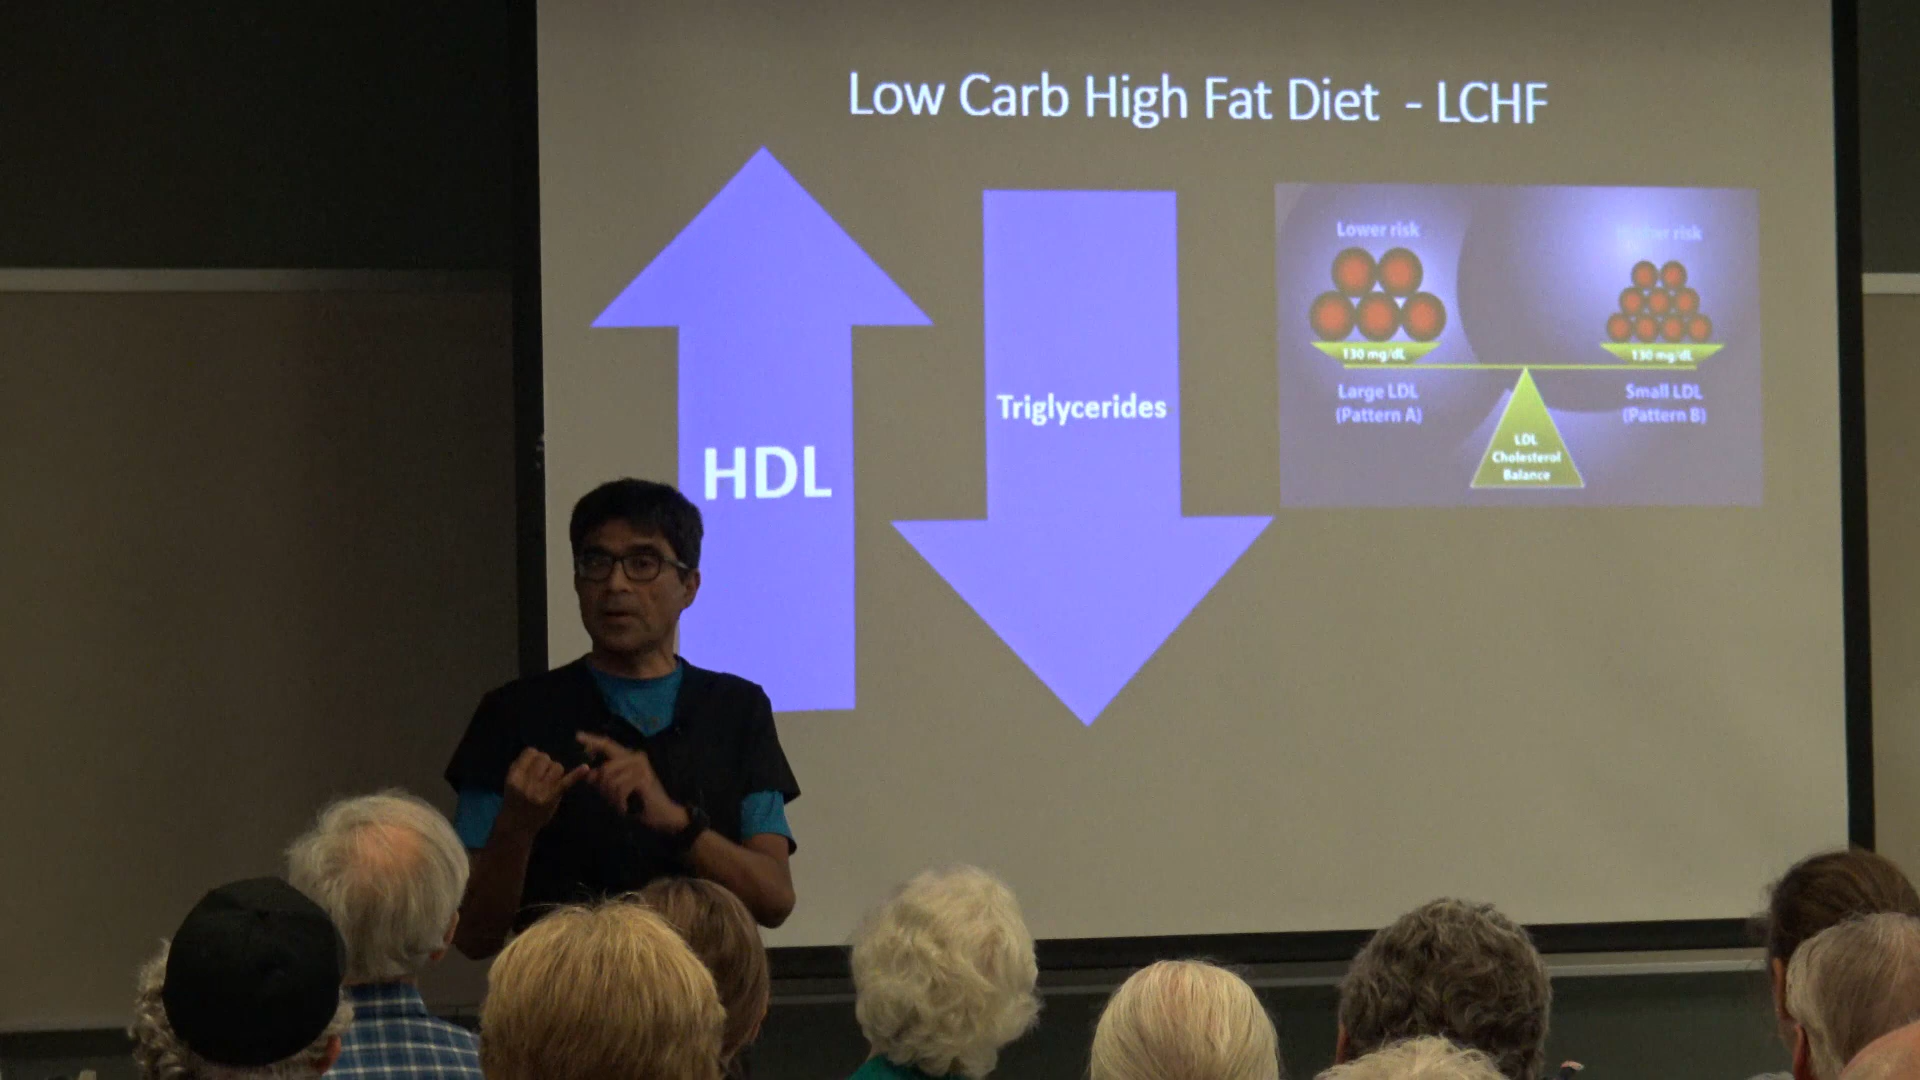 Low Carb High Fat Diet - LCHF
HDL
Triglycerides
Lower risk
risk
130 mg/dL
130 mg/dL
Large LDL
(Pattern A)
Small LDL
(Pattern B)
LDL
Cholesterol
Balance